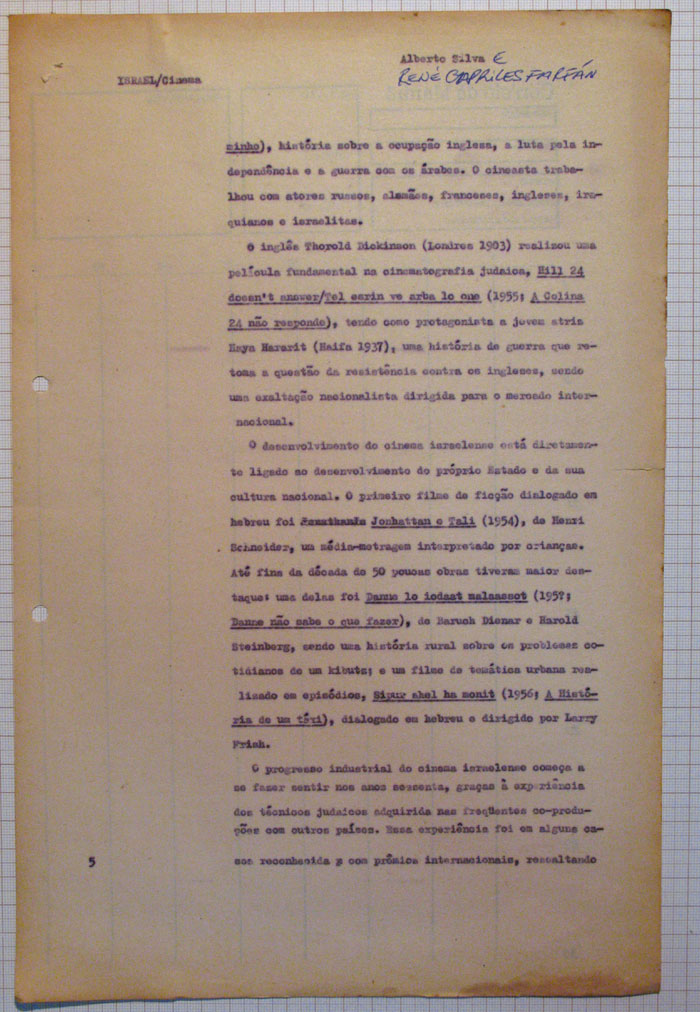 Alberto Silva E
ISRAEL/Cinema
RENÉ CAPRILES FARFÁN
minho), história sobre a ocupação inglesa, a luta pela in-
dependência e a guerra com os árabes. O cineasta traba-
lhou com atores russos, alemães, franceses, ingleses, ira-
quianos e israelitas.
O inglês Thorold Dickinson (Londres 1903) realizou uma
película fundamental na cinematografia judaica, Hill 24
doesn't answer/Tel esrin ve arba lo one (1955; A Colina
24 não responde), tendo como protagonista a jovem atriz
Haya Hararit (Haifa 1937), uma história de guerra que re-
toma a questão da resistência contra os ingleses, sendo
uma exaltação nacionalista dirigida para o mercado inter-
nacional.
O desenvolvimento do cinema israelense está diretamen-
te ligado ao desenvolvimento do próprio Estado e da sua
cultura nacional. O primeiro filme de ficção dialogado em
hebreu foi Jonhattan e Tali (1954), de Henri
Schneider, um média-metragem interpretado por crianças.
Até fins da década de 50 poucas obras tiveram maior des-
taque: uma delas foi Danne lo iodaat malaassot (195?;
Danne não sabe o que fazer), de Baruch Dienar e Harold
Steinberg, sendo uma história rural sobre os problemas co-
tidianos de um kibuts; e um filme de temática urbana rea-
lizado em episódios, Sipur shel ha monit (1956; A Histó-
ria de um táxi), dialogado em hebreu e dirigido por Larry
Frish.
O progresso industrial do cinema israelense começa a
se fazer sentir nos anos sessenta, graças à experiência
dos técnicos judaicos adquirida nas freqüentes co-produ-
ções com outros países. Essa experiência foi em alguns ca-
sos reconhecida com prêmios internacionais, ressaltando
5